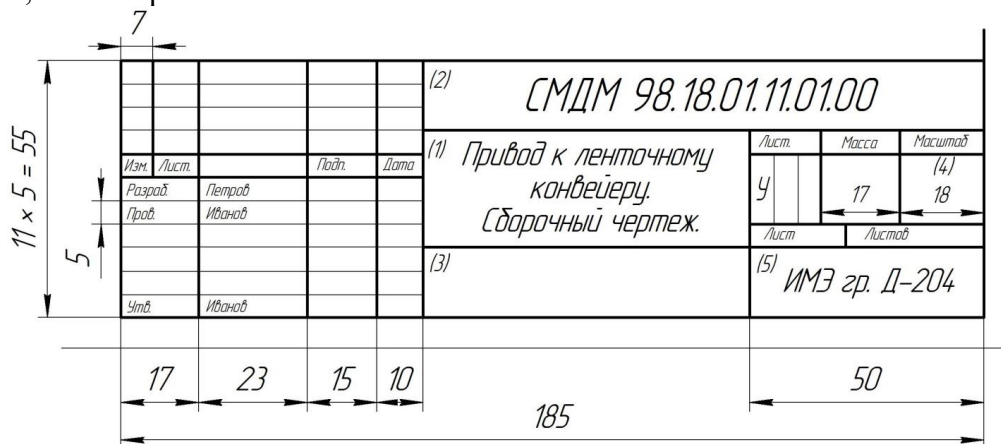 7
(2) СМДМ 98.18.01.11.01.00
11 × 5 = 55
5
Изм. Лист. Подп. Дата
Разраб. Петров
Пров. Иванов
Утв. Иванов
(1) Привод к ленточному
конвейеру.
Сборочный чертеж.
Лист. Масса Масштаб
У 17 (4)
18
Лист Листов
(3)
(5) ИМЭ гр. Д-204
17 23 15 10 50
185